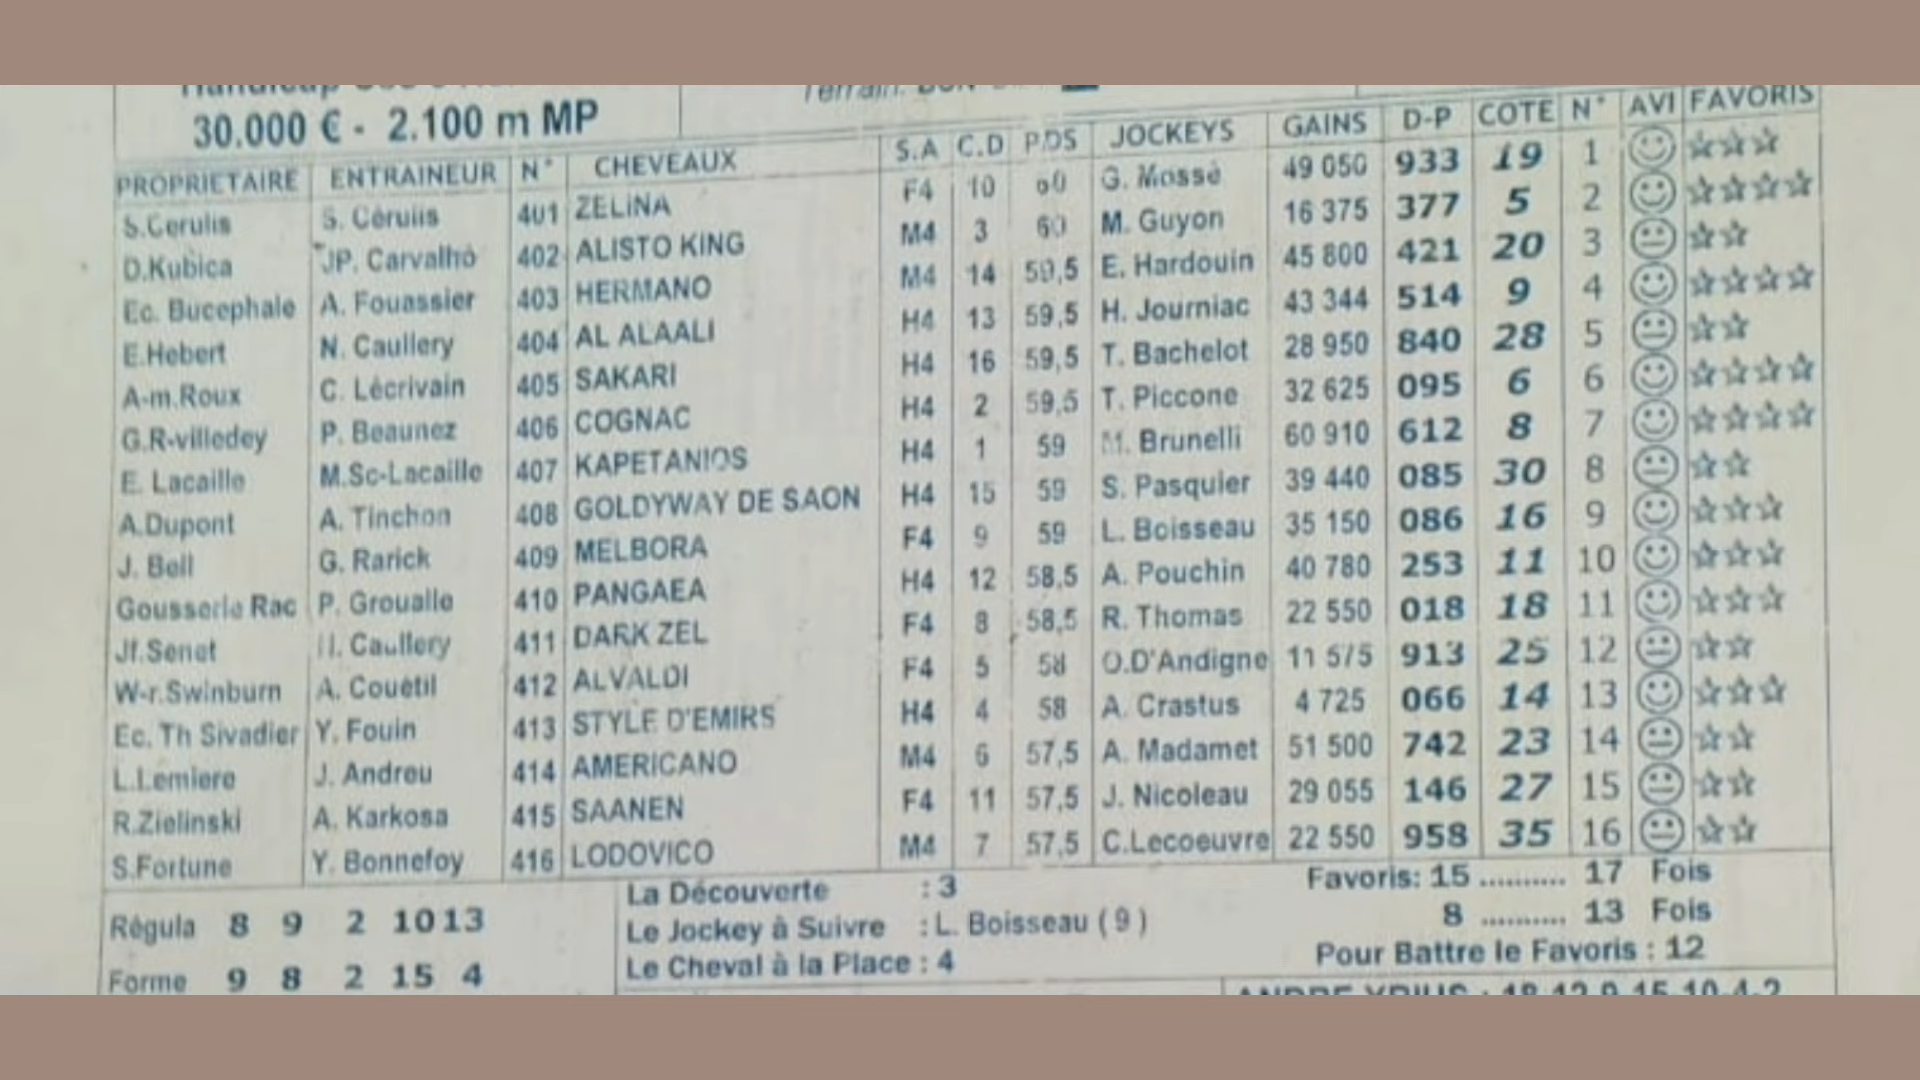 30.000 € - 2.100 m MP
PROPRIETAIRE ENTRAINEUR N° CHEVEAUX S.A C.D PDS JOCKEYS GAINS D-P COTE N° AVI FAVORIS
S.Cerulis S. Cérulis 401 ZELINA F4 10 60 G. Mossé 49 050 933 19 1
D.Kubica JP. Carvalho 402 ALISTO KING M4 3 60 M. Guyon 16 375 377 5 2
Ec. Bucephale A. Fouassier 403 HERMANO M4 14 59,5 E. Hardouin 45 800 421 20 3
E.Hebert N. Caullery 404 AL ALAALI H4 13 59,5 H. Journiac 43 344 514 9 4
A-m.Roux C. Lécrivain 405 SAKARI H4 16 59,5 T. Bachelot 28 950 840 28 5
G.R-villedey P. Beaunez 406 COGNAC H4 2 59,5 T. Piccone 32 625 095 6 6
E. Lacaille M.Sc-Lacaille 407 KAPETANIOS H4 1 59 M. Brunelli 60 910 612 8 7
A.Dupont A. Tinchon 408 GOLDYWAY DE SAON H4 15 59 S. Pasquier 39 440 085 30 8
J. Bell G. Rarick 409 MELBORA F4 9 59 L. Boisseau 35 150 086 16 9
Gousserie Rac P. Groualle 410 PANGAEA H4 12 58,5 A. Pouchin 40 780 253 11 10
Jf.Senet Caullery 411 DARK ZEL F4 8 58,5 R. Thomas 22 550 018 18 11
W-r.Swinburn A. Couétil 412 ALVALDI F4 5 58 O.D'Andigne 11 575 913 25 12
Ec. Th Sivadier Y. Fouin 413 STYLE D'EMIRS H4 4 58 A. Crastus 4 725 066 14 13
L.Lemiere J. Andreu 414 AMERICANO M4 6 57,5 A. Madamet 51 500 742 23 14
R.Zielinski A. Karkosa 415 SAANEN F4 11 57,5 J. Nicoleau 29 055 146 27 15
S.Fortune Y. Bonnefoy 416 LODOVICO M4 7 57,5 C.Lecoeuvre 22 550 958 35 16
Régula 8 9 2 10 13
Forme 9 8 2 15 4
La Découverte : 3
Le Jockey à Suivre : L. Boisseau ( 9 )
Le Cheval à la Place : 4
Favoris: 15 .......... 17 Fois
8 .......... 13 Fois
Pour Battre le Favoris : 12